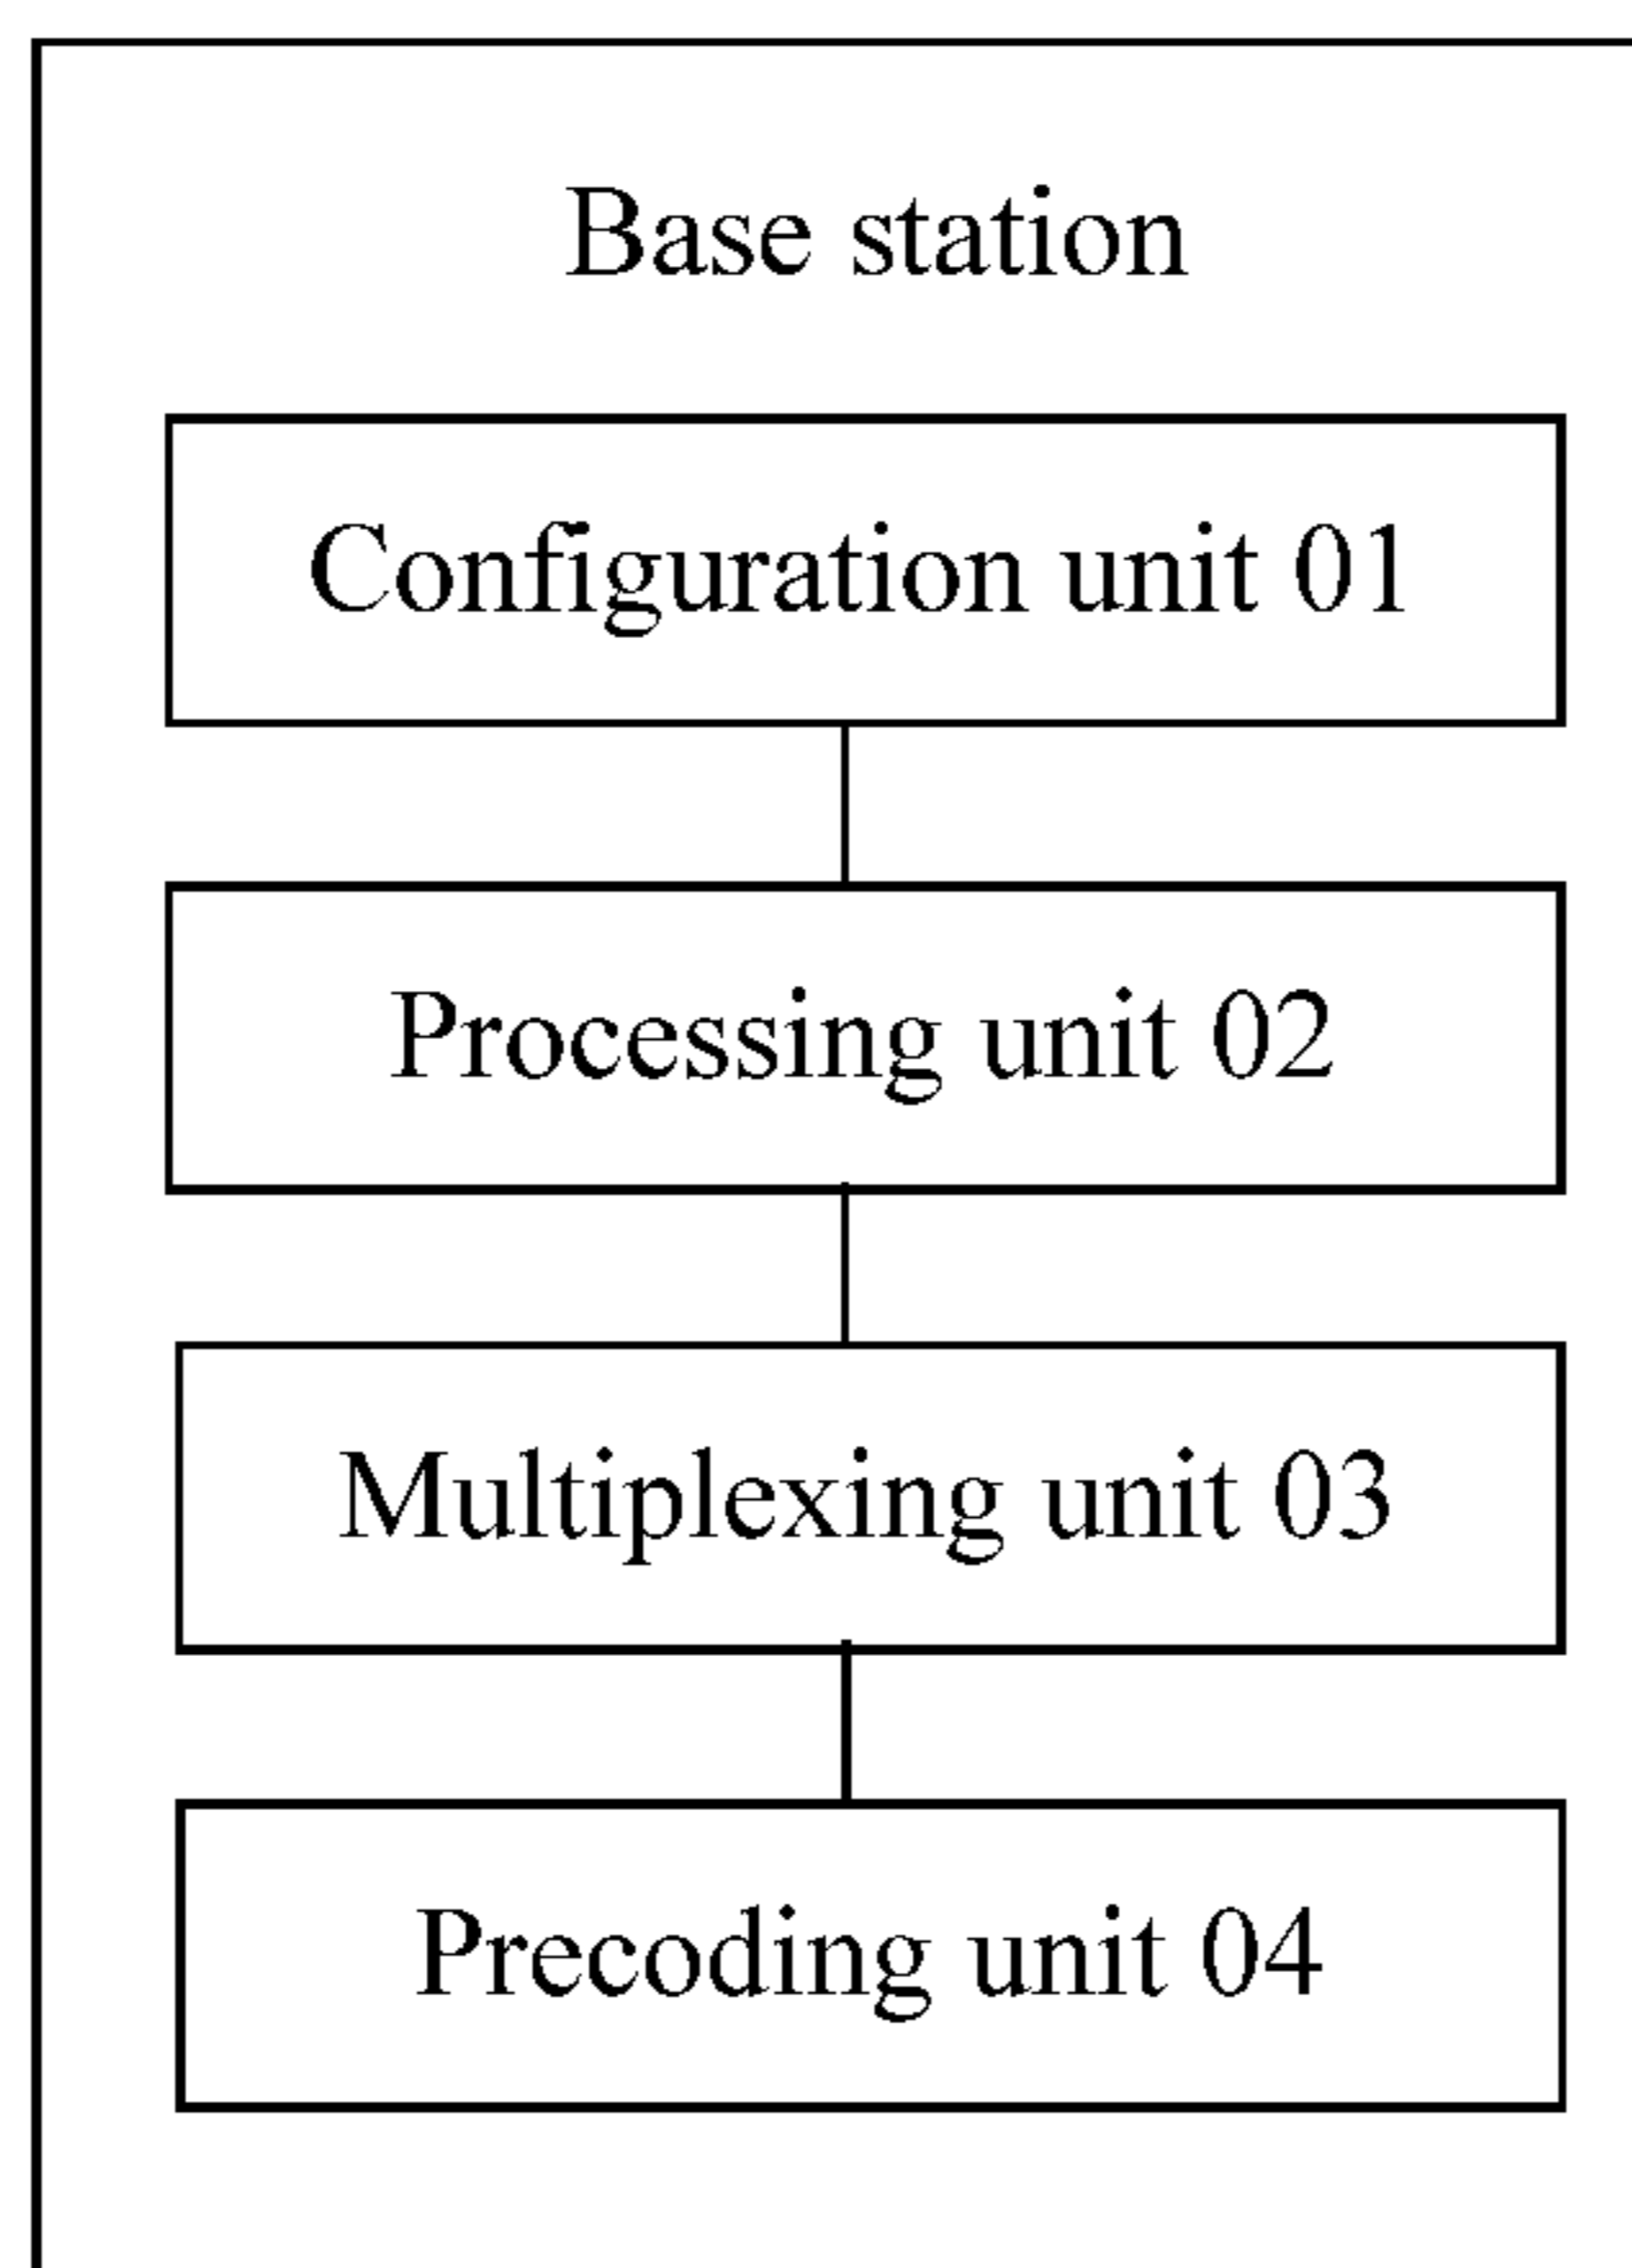 Base station
Configuration unit 01
Processing unit 02
Multiplexing unit 03
Precoding unit 04